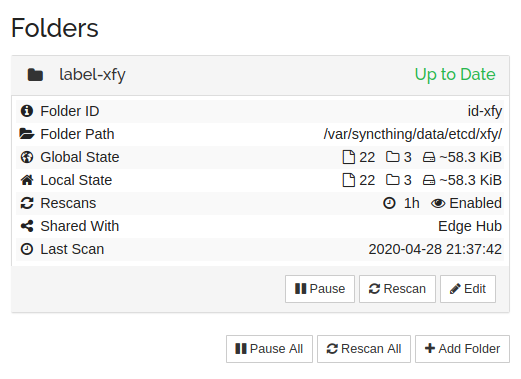 Folders
label-xfy Up to Date
Folder ID id-xfy
Folder Path /var/syncthing/data/etcd/xfy/
Global State 22 3 ~58.3 KiB
Local State 22 3 ~58.3 KiB
Rescans 1h Enabled
Shared With Edge Hub
Last Scan 2020-04-28 21:37:42
Pause Rescan Edit
Pause All Rescan All Add Folder